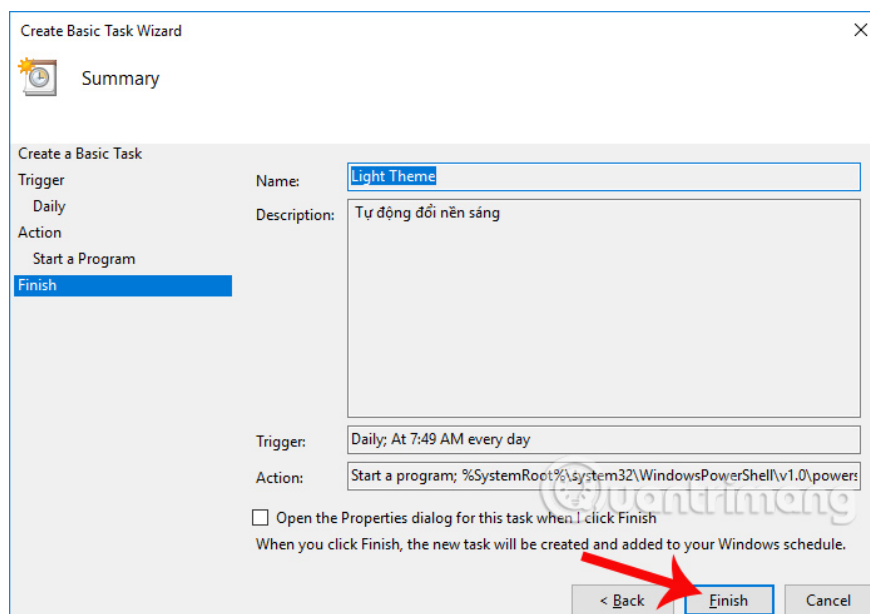 Create Basic Task Wizard
Summary
Create a Basic Task
Trigger
Daily
Action
Start a Program
Finish
Name:
Light Theme
Description:
Tự động đổi nền sáng
Trigger:
Daily; At 7:49 AM every day
Action:
Start a program; %SystemRoot%\system32\WindowsPowerShell\v1.0\powers
Quantrimang
Open the Properties dialog for this task when I click Finish
When you click Finish, the new task will be created and added to your Windows schedule.
< Back
Finish
Cancel